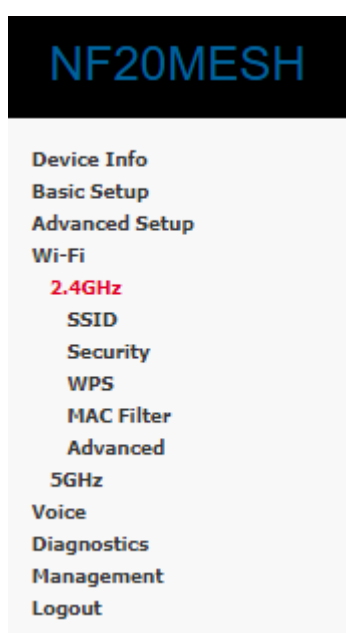 NF20MESH
Device Info
Basic Setup
Advanced Setup
Wi-Fi
2.4GHz
SSID
Security
WPS
MAC Filter
Advanced
5GHz
Voice
Diagnostics
Management
Logout